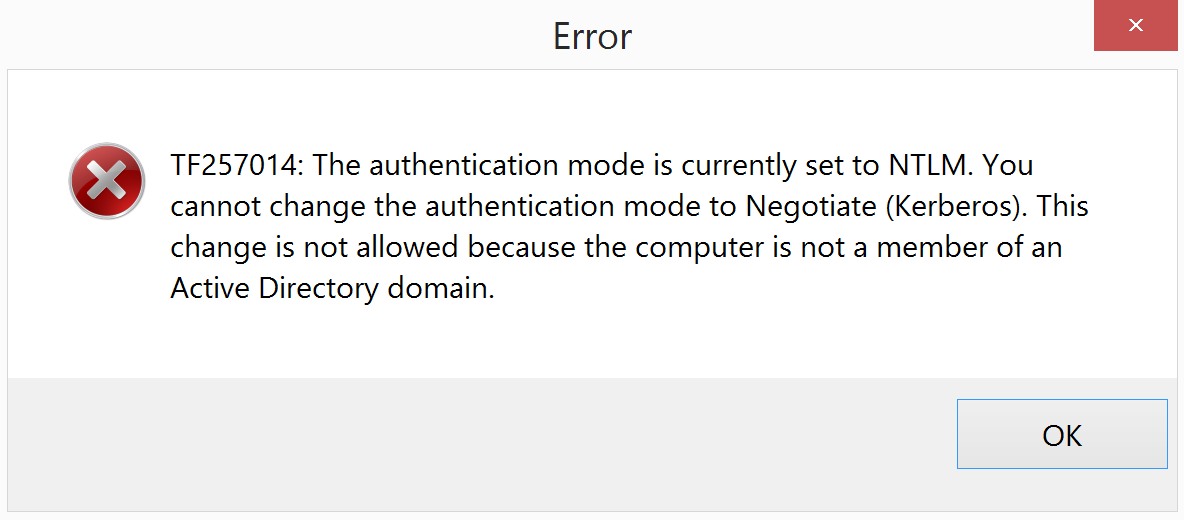 Error
TF257014: The authentication mode is currently set to NTLM. You
cannot change the authentication mode to Negotiate (Kerberos). This
change is not allowed because the computer is not a member of an
Active Directory domain.
OK